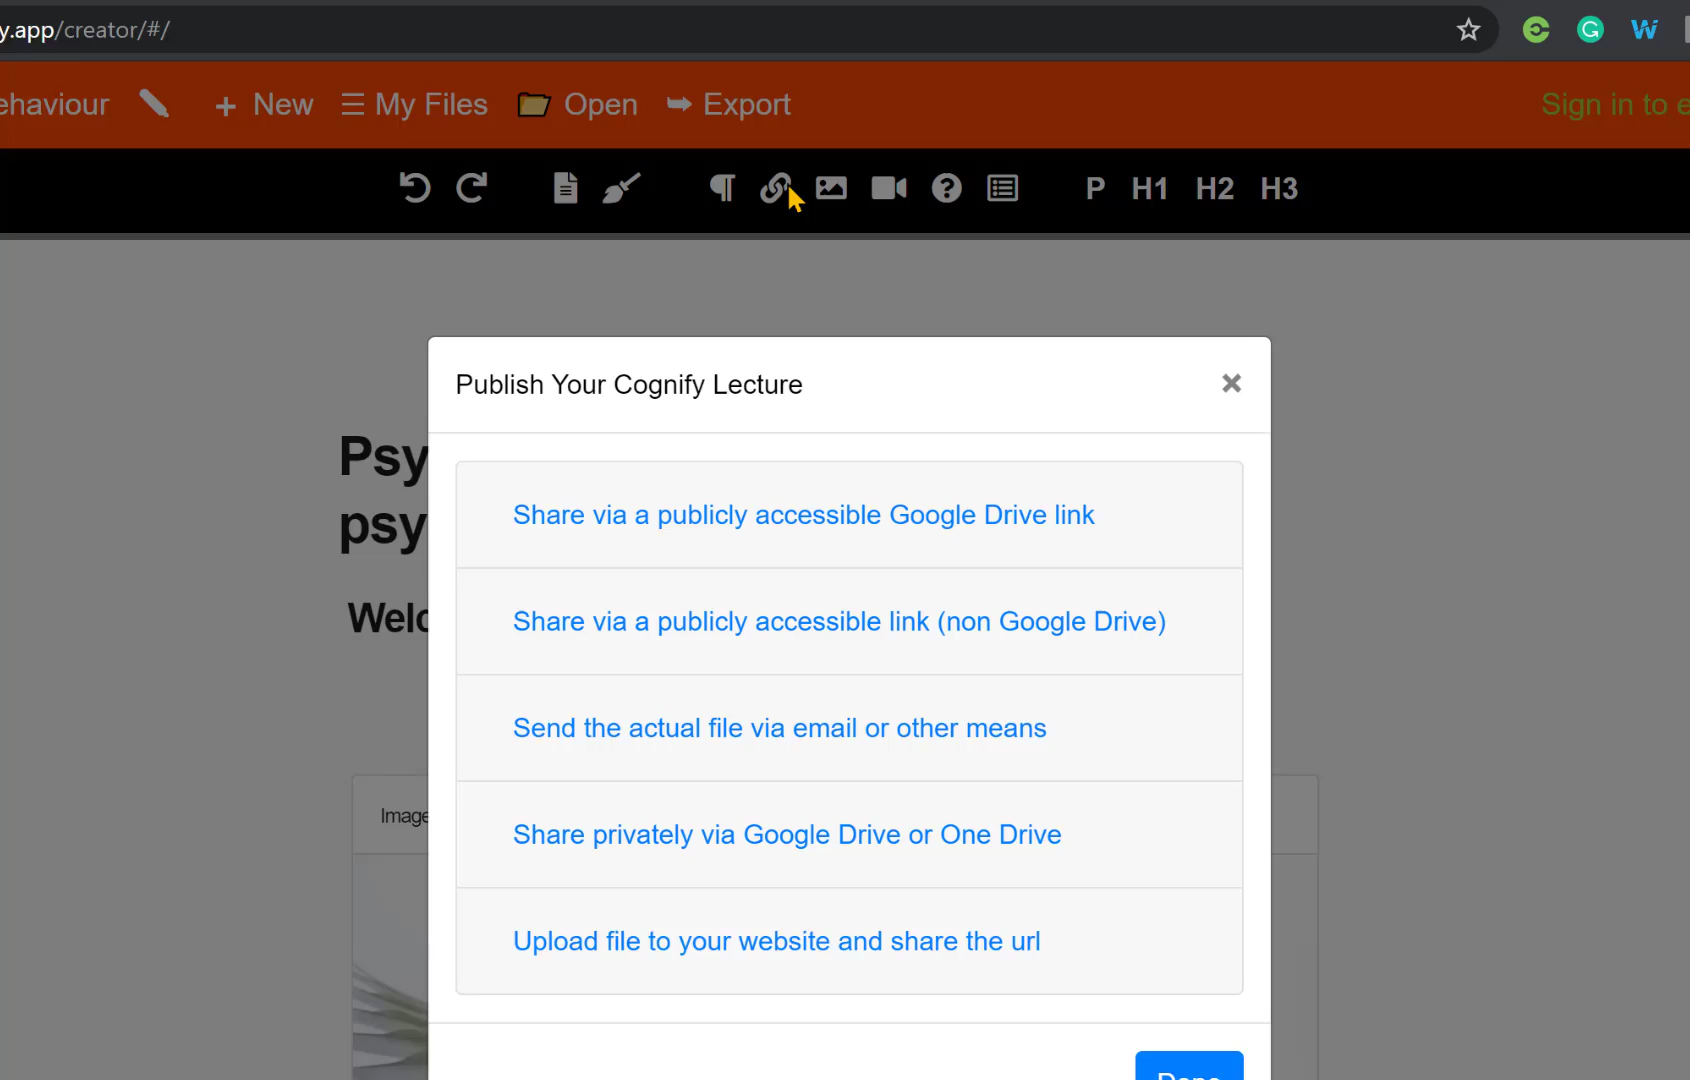 y.app/creator/#/
ehaviour + New My Files Open Export Sign in to e
P H1 H2 H3
Publish Your Cognify Lecture ×
Psy
psy
Share via a publicly accessible Google Drive link
Share via a publicly accessible link (non Google Drive)
Welc
Send the actual file via email or other means
Image
Share privately via Google Drive or One Drive
Upload file to your website and share the url
Done